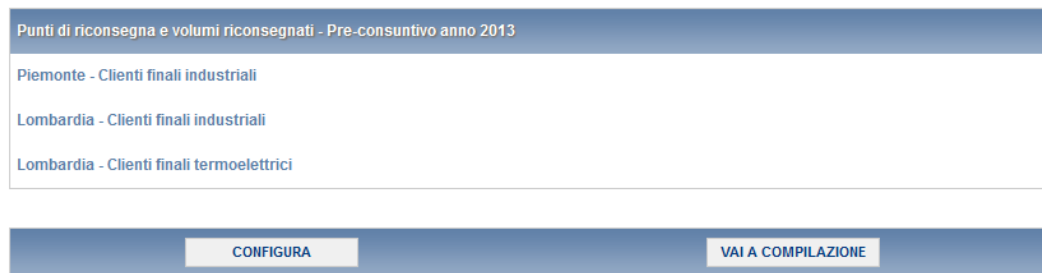 Punti di riconsegna e volumi riconsegnati - Pre-consuntivo anno 2013
Piemonte - Clienti finali industriali
Lombardia - Clienti finali industriali
Lombardia - Clienti finali termoelettrici
CONFIGURA
VAI A COMPILAZIONE